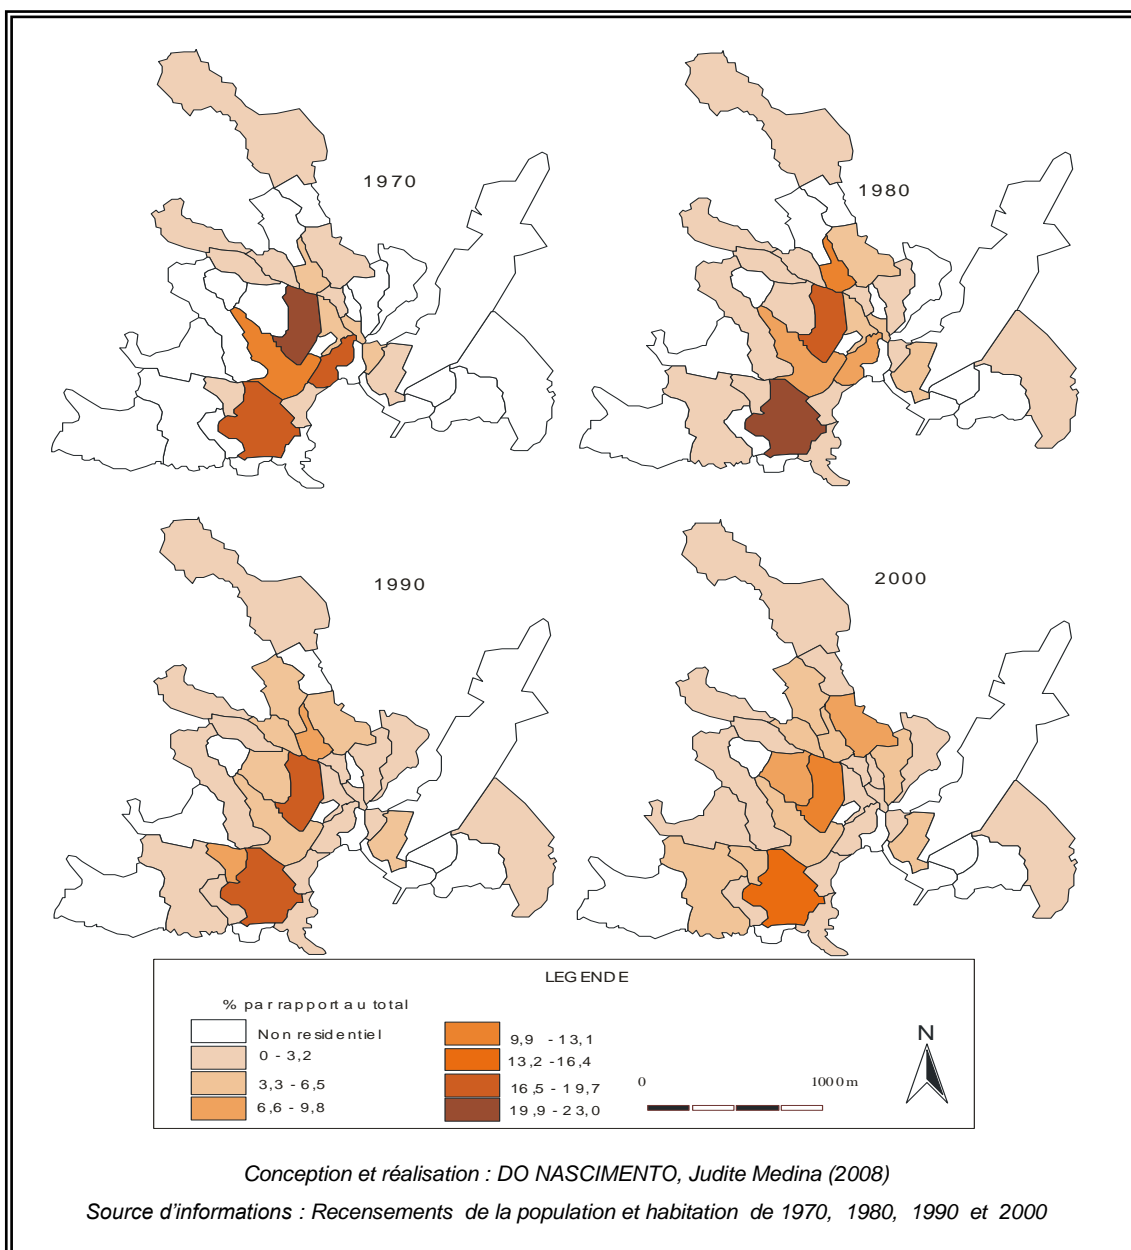 1970
1980
1990
2000
LEGENDE
% par rapport au total
Non residentiel
0 - 3,2
3,3 - 6,5
6,6 - 9,8
9,9 - 13,1
13,2 - 16,4
16,5 - 19,7
19,9 - 23,0
0 1000 m
N
Conception et réalisation : DO NASCIMENTO, Judite Medina (2008)
Source d'informations : Recensements de la population et habitation de 1970, 1980, 1990 et 2000